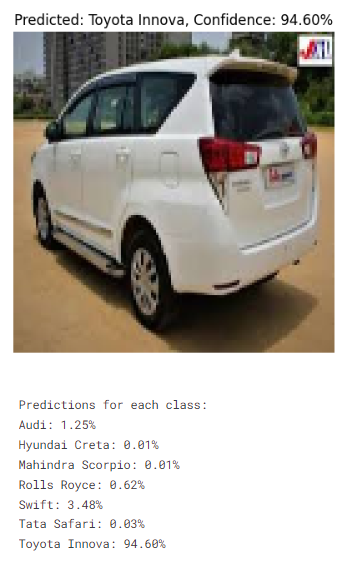 Predicted: Toyota Innova, Confidence: 94.60%
Predictions for each class:
Audi: 1.25%
Hyundai Creta: 0.01%
Mahindra Scorpio: 0.01%
Rolls Royce: 0.62%
Swift: 3.48%
Tata Safari: 0.03%
Toyota Innova: 94.60%